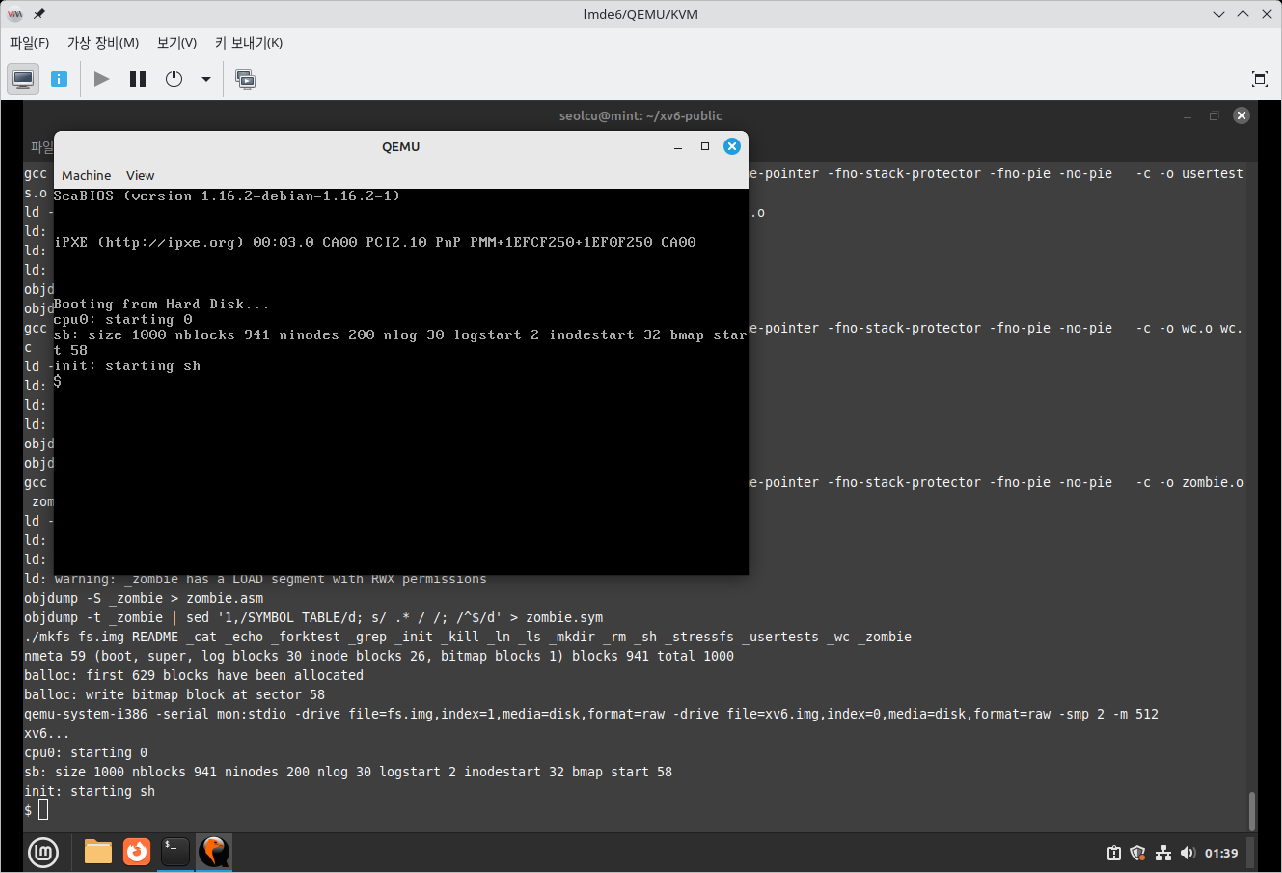 lmde6/QEMU/KVM
파일(F) 가상 장비(M) 보기(V) 키 보내기(K)
seolcu@mint: ~/xv6-public
파일
QEMU
Machine View
SeaBIOS (version 1.16.2-debian-1.16.2-1)
iPXE (http://ipxe.org) 00:03.0 CA00 PCI2.10 PnP PMM+1EFCF250+1EF0F250 CA00
Booting from Hard Disk...
cpu0: starting 0
sb: size 1000 nblocks 941 ninodes 200 nlog 30 logstart 2 inodestart 32 bmap star
t 58
init: starting sh
$
gcc e-pointer -fno-stack-protector -fno-pie -no-pie -c -o usertest
s.o
ld - .o
ld:
ld:
ld:
objd
objd
gcc e-pointer -fno-stack-protector -fno-pie -no-pie -c -o wc.o wc.
c
ld -
ld:
ld:
ld:
objd
objd
gcc e-pointer -fno-stack-protector -fno-pie -no-pie -c -o zombie.o
zom
ld -
ld:
ld:
ld: warning: _zombie has a LOAD segment with RWX permissions
objdump -S _zombie > zombie.asm
objdump -t _zombie | sed '1,/SYMBOL TABLE/d; s/ .* / /; /^$/d' > zombie.sym
./mkfs fs.img README _cat _echo _forktest _grep _init _kill _ln _ls _mkdir _rm _sh _stressfs _usertests _wc _zombie
nmeta 59 (boot, super, log blocks 30 inode blocks 26, bitmap blocks 1) blocks 941 total 1000
balloc: first 629 blocks have been allocated
balloc: write bitmap block at sector 58
qemu-system-i386 -serial mon:stdio -drive file=fs.img,index=1,media=disk,format=raw -drive file=xv6.img,index=0,media=disk,format=raw -smp 2 -m 512
xv6...
cpu0: starting 0
sb: size 1000 nblocks 941 ninodes 200 nlog 30 logstart 2 inodestart 32 bmap start 58
init: starting sh
$
01:39